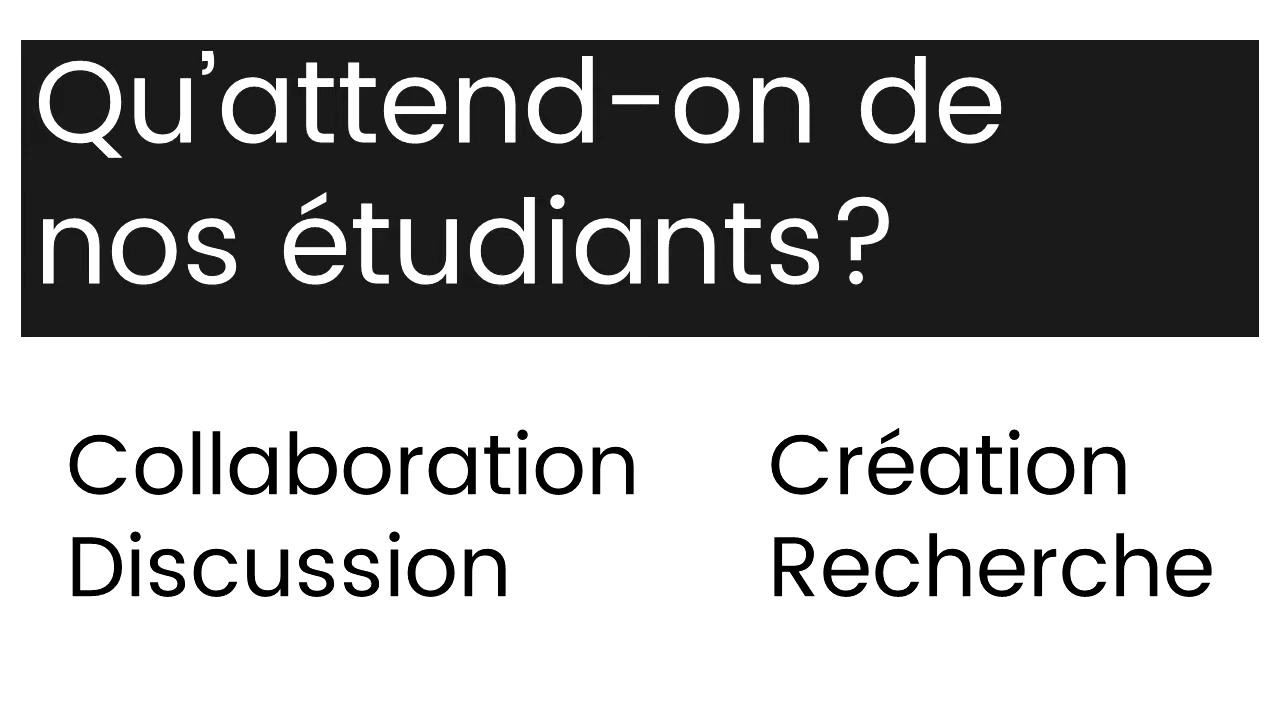 Qu’attend-on de
nos étudiants?
Collaboration
Discussion
Création
Recherche